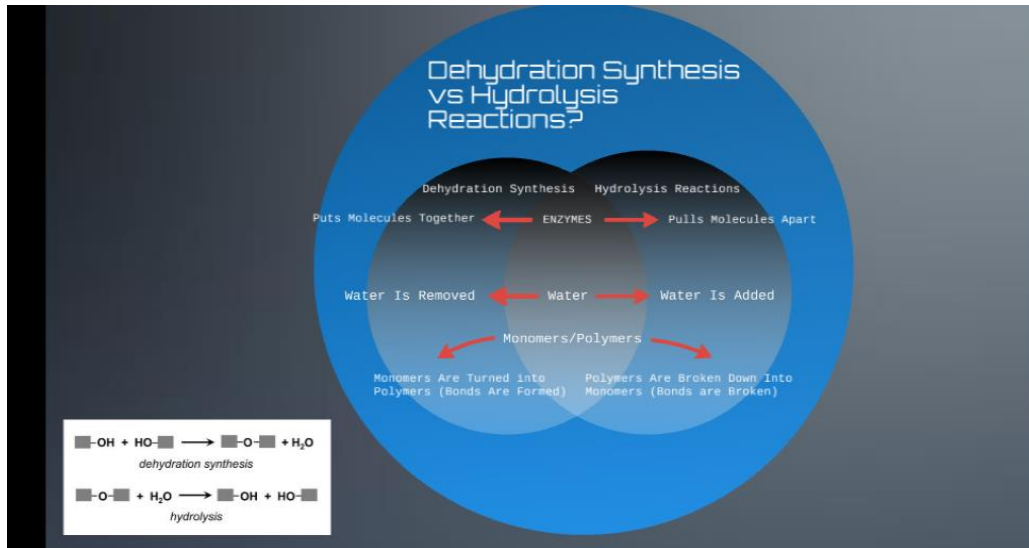 Dehydration Synthesis
vs Hydrolysis
Reactions?
Dehydration Synthesis Hydrolysis Reactions
Puts Molecules Together ENZYMES Pulls Molecules Apart
Water Is Removed Water Water Is Added
Monomers/Polymers
Monomers Are Turned into Polymers Are Broken Down Into
Polymers (Bonds Are Formed) Monomers (Bonds are Broken)
-OH + HO- → -O- + H₂O
dehydration synthesis
-O- + H₂O → -OH + HO-
hydrolysis